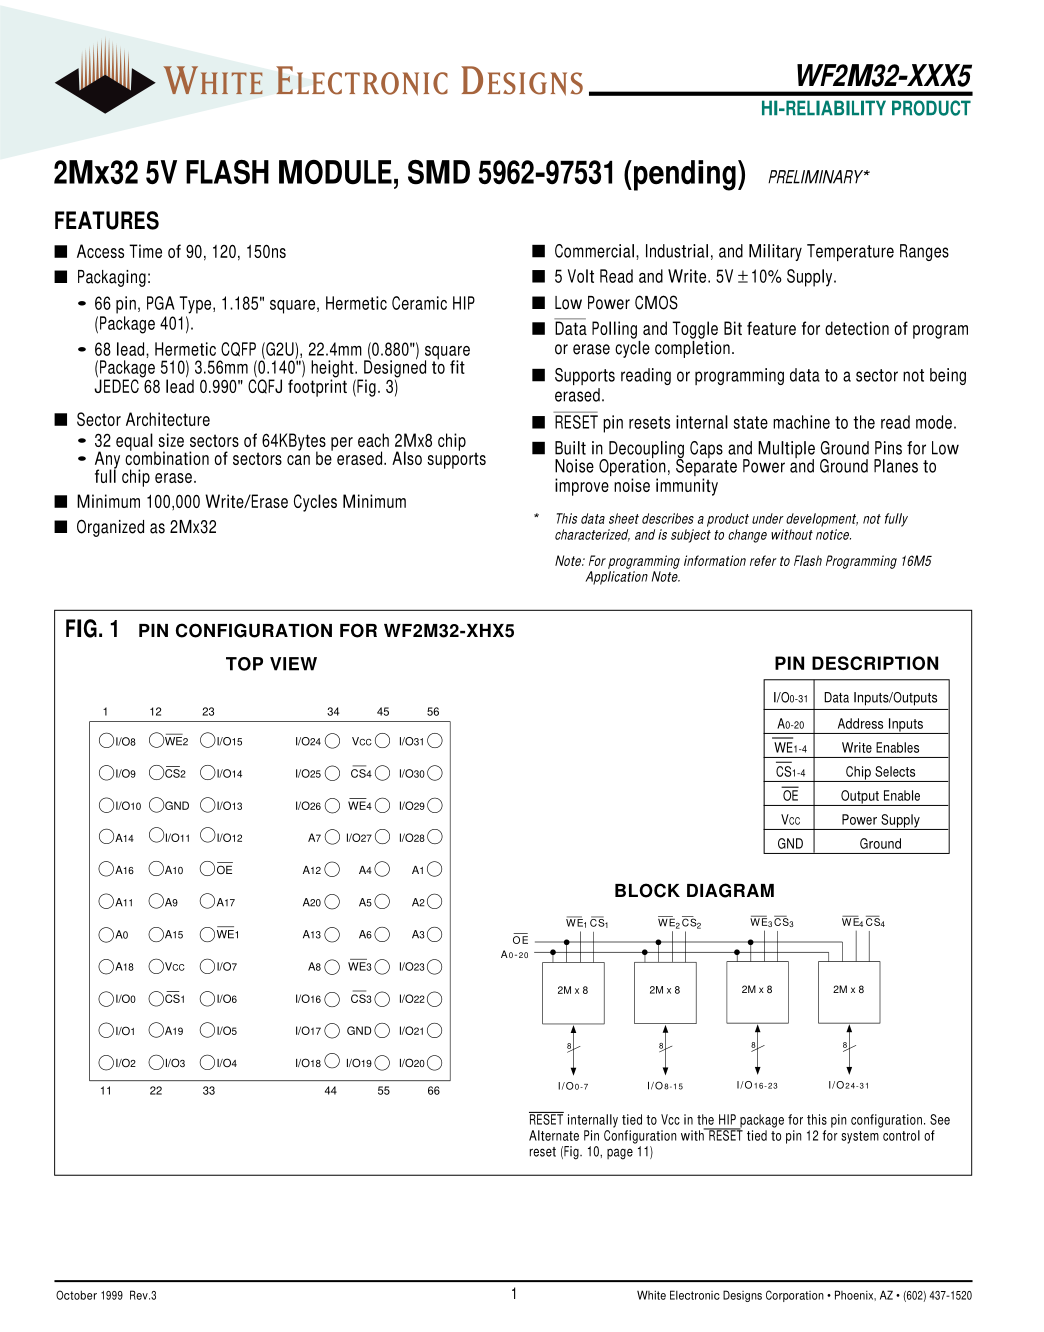 WHITE ELECTRONIC DESIGNS
WF2M32-XXX5
HI-RELIABILITY PRODUCT
2Mx32 5V FLASH MODULE, SMD 5962-97531 (pending) PRELIMINARY*
FEATURES
■ Access Time of 90, 120, 150ns
■ Packaging:
• 66 pin, PGA Type, 1.185" square, Hermetic Ceramic HIP
(Package 401).
• 68 lead, Hermetic CQFP (G2U), 22.4mm (0.880") square
(Package 510) 3.56mm (0.140") height. Designed to fit
JEDEC 68 lead 0.990" CQFJ footprint (Fig. 3)
■ Sector Architecture
• 32 equal size sectors of 64KBytes per each 2Mx8 chip
• Any combination of sectors can be erased. Also supports
full chip erase.
■ Minimum 100,000 Write/Erase Cycles Minimum
■ Organized as 2Mx32
■ Commercial, Industrial, and Military Temperature Ranges
■ 5 Volt Read and Write. 5V ± 10% Supply.
■ Low Power CMOS
■ Data Polling and Toggle Bit feature for detection of program
or erase cycle completion.
■ Supports reading or programming data to a sector not being
erased.
■ RESET pin resets internal state machine to the read mode.
■ Built in Decoupling Caps and Multiple Ground Pins for Low
Noise Operation, Separate Power and Ground Planes to
improve noise immunity
* This data sheet describes a product under development, not fully
characterized, and is subject to change without notice.
Note: For programming information refer to Flash Programming 16M5
Application Note.
FIG. 1 PIN CONFIGURATION FOR WF2M32-XHX5
TOP VIEW
1 12 23 34 45 56
I/O8 WE2 I/O15 I/O24 VCC I/O31
I/O9 CS2 I/O14 I/O25 CS4 I/O30
I/O10 GND I/O13 I/O26 WE4 I/O29
A14 I/O11 I/O12 A7 I/O27 I/O28
A16 A10 OE A12 A4 A1
A11 A9 A17 A20 A5 A2
A0 A15 WE1 A13 A6 A3
A18 VCC I/O7 A8 WE3 I/O23
I/O0 CS1 I/O6 I/O16 CS3 I/O22
I/O1 A19 I/O5 I/O17 GND I/O21
I/O2 I/O3 I/O4 I/O18 I/O19 I/O20
11 22 33 44 55 66
PIN DESCRIPTION
I/O0-31 Data Inputs/Outputs
A0-20 Address Inputs
WE1-4 Write Enables
CS1-4 Chip Selects
OE Output Enable
VCC Power Supply
GND Ground
BLOCK DIAGRAM
WE1 CS1 WE2 CS2 WE3 CS3 WE4 CS4
OE
A0-20
2M x 8 2M x 8 2M x 8 2M x 8
8 8 8 8
I/O0-7 I/O8-15 I/O16-23 I/O24-31
RESET internally tied to Vcc in the HIP package for this pin configuration. See
Alternate Pin Configuration with RESET tied to pin 12 for system control of
reset (Fig. 10, page 11)
October 1999 Rev.3
1
White Electronic Designs Corporation • Phoenix, AZ • (602) 437-1520